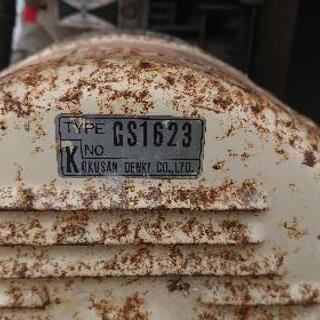 TYPE GS1623
NO.
KOKUSAN DENKI CO.,LTD.